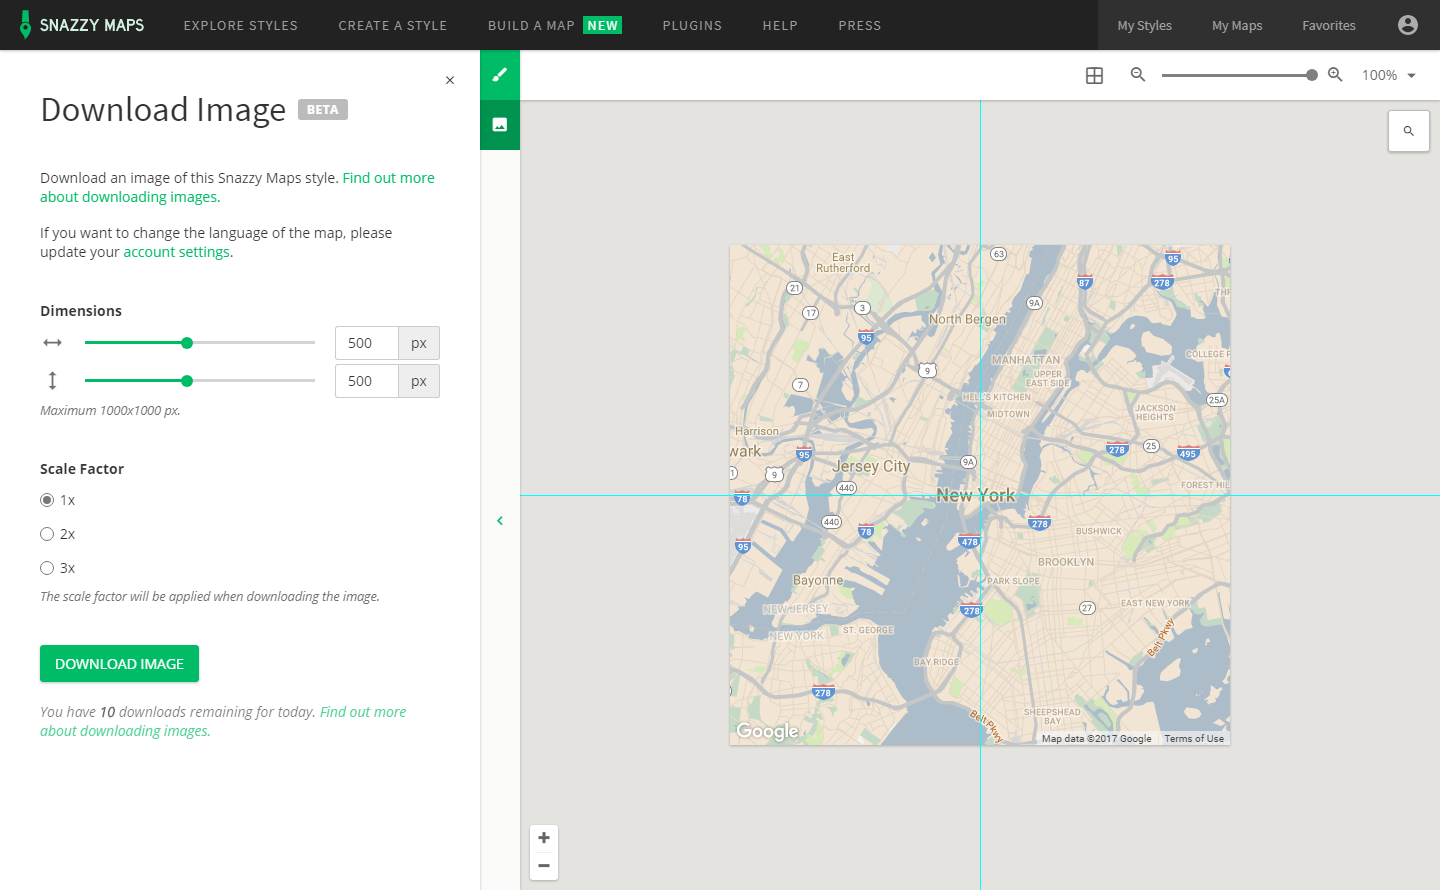 SNAZZY MAPS
EXPLORE STYLES
CREATE A STYLE
BUILD A MAP NEW
PLUGINS
HELP
PRESS
My Styles
My Maps
Favorites
Download Image BETA
Download an image of this Snazzy Maps style. Find out more
about downloading images.
If you want to change the language of the map, please
update your account settings.
Dimensions
500 px
500 px
Maximum 1000x1000 px.
Scale Factor
1x
2x
3x
The scale factor will be applied when downloading the image.
DOWNLOAD IMAGE
You have 10 downloads remaining for today. Find out more
about downloading images.
100%
East
Rutherford
63
95
87
278
21
17
3
9A
North Bergen
95
MANHATTAN
COLLEGE P
9
UPPER
EAST SIDE
7
HELL'S KITCHEN
25A
MIDTOWN
JACKSON
HEIGHTS
Harrison
wark
95
278
25
495
Jersey City
9A
9
440
FOREST HIL
78
New York
440
78
278
BUSHWICK
95
478
BROOKLYN
Bayonne
PARK SLOPE
NEW JERSEY
278
27
EAST NEW YORK
NEW YORK
ST. GEORGE
Belt Pkwy
BAY RIDGE
278
SHEEPSHEAD
BAY
Belt Pkwy
Google
Map data ©2017 Google
Terms of Use